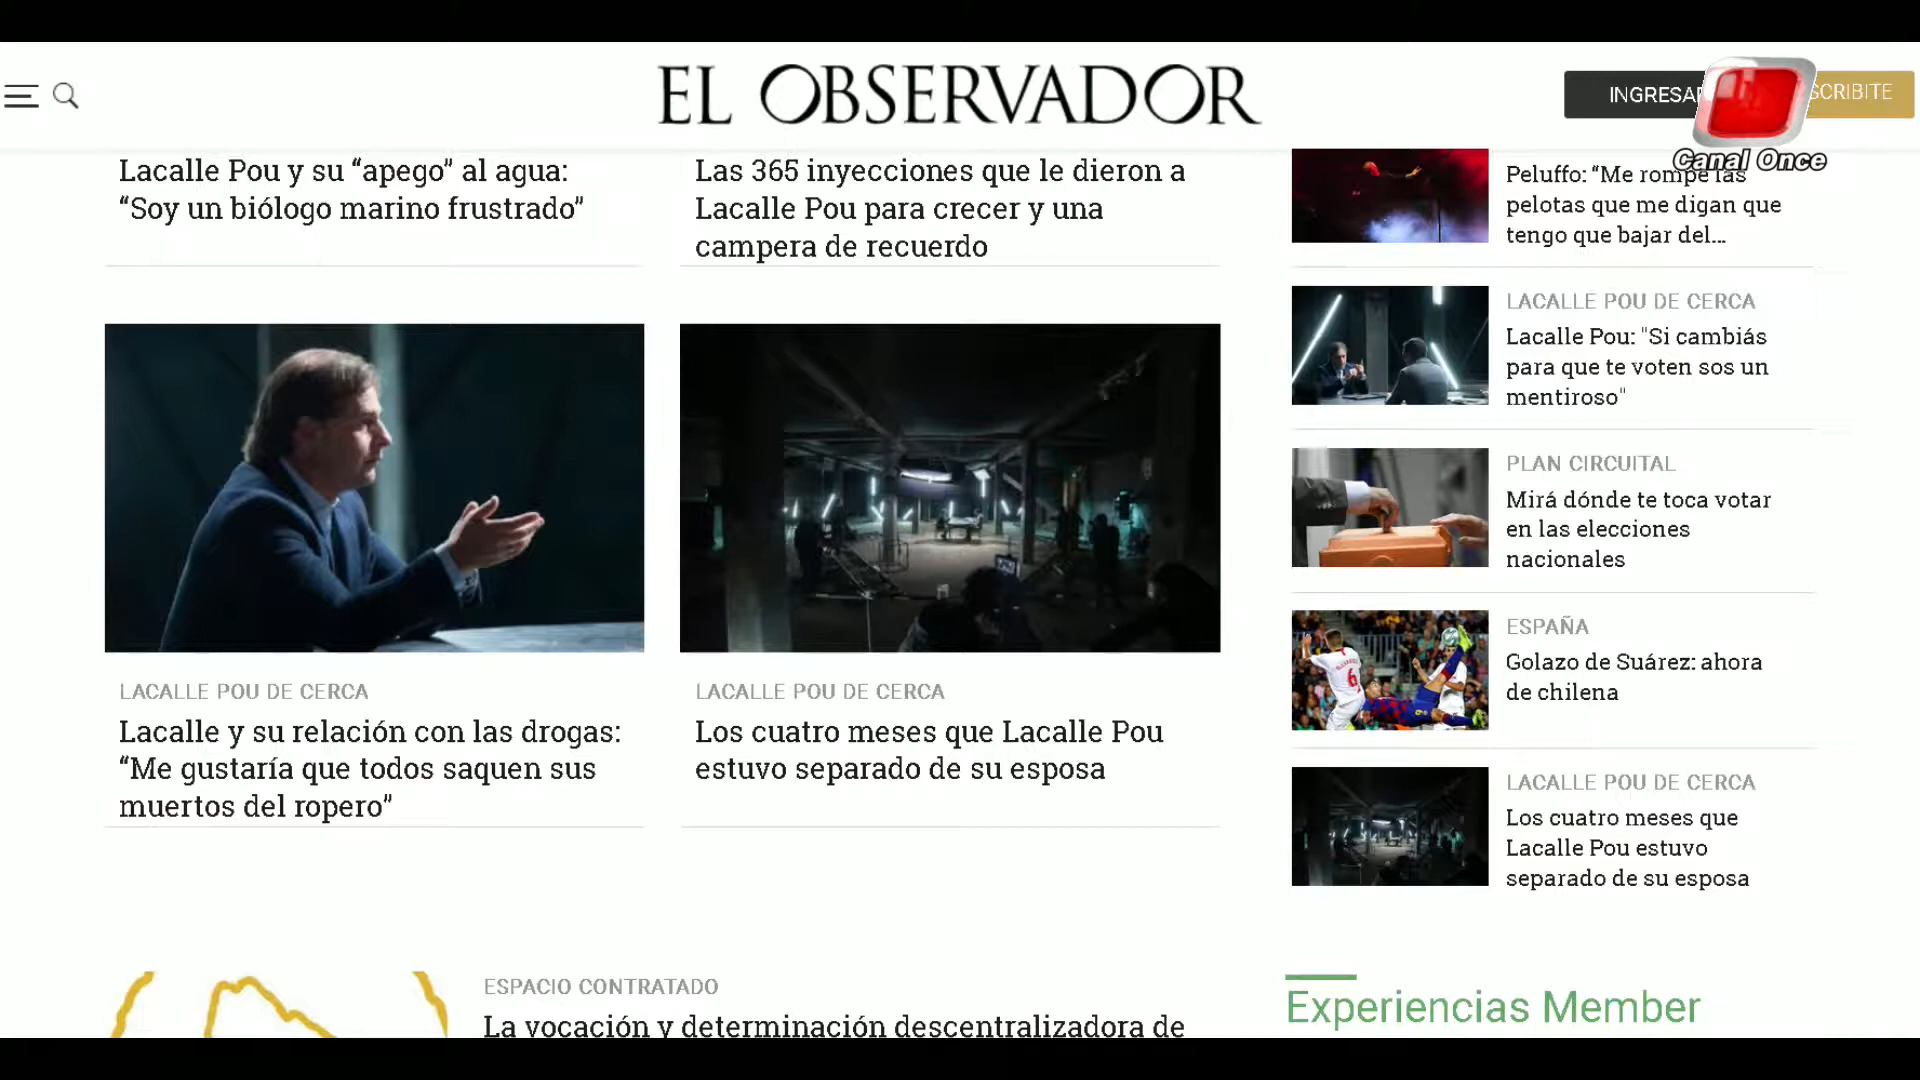 EL OBSERVADOR
INGRESAR
SCRIBITE
Canal Once
Lacalle Pou y su “apego” al agua:
“Soy un biólogo marino frustrado”
Las 365 inyecciones que le dieron a
Lacalle Pou para crecer y una
campera de recuerdo
LACALLE POU DE CERCA
Lacalle y su relación con las drogas:
“Me gustaría que todos saquen sus
muertos del ropero”
LACALLE POU DE CERCA
Los cuatro meses que Lacalle Pou
estuvo separado de su esposa
Peluffo: “Me rompe las
pelotas que me digan que
tengo que bajar del...
LACALLE POU DE CERCA
Lacalle Pou: "Si cambiás
para que te voten sos un
mentiroso"
PLAN CIRCUITAL
Mirá dónde te toca votar
en las elecciones
nacionales
ESPAÑA
Golazo de Suárez: ahora
de chilena
LACALLE POU DE CERCA
Los cuatro meses que
Lacalle Pou estuvo
separado de su esposa
ESPACIO CONTRATADO
La vocación y determinación descentralizadora de
Experiencias Member